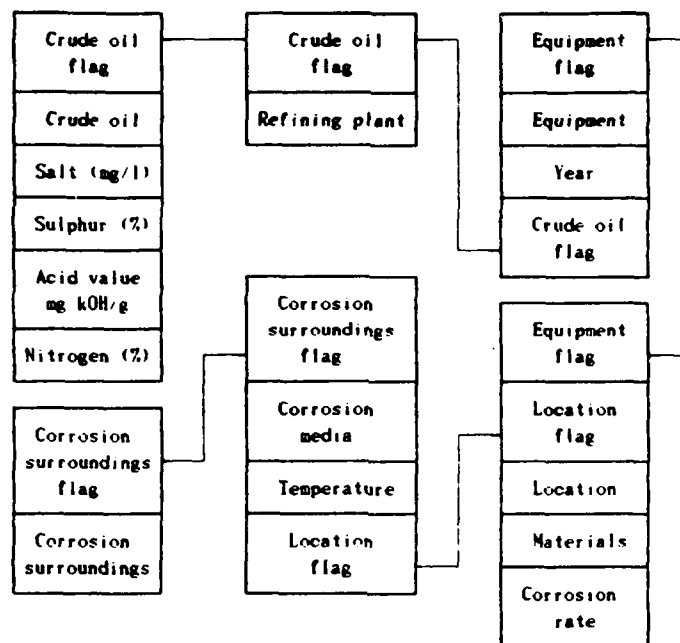 Crude oil
flag
Crude oil
Salt (mg/l)
Sulphur (%)
Acid value
mg kOH/g
Nitrogen (%)
Corrosion
surroundings
flag
Corrosion
surroundings
Crude oil
flag
Refining plant
Corrosion
surroundings
flag
Corrosion
media
Temperature
Location
flag
Equipment
flag
Equipment
Year
Crude oil
flag
Equipment
flag
Location
flag
Location
Materials
Corrosion
rate